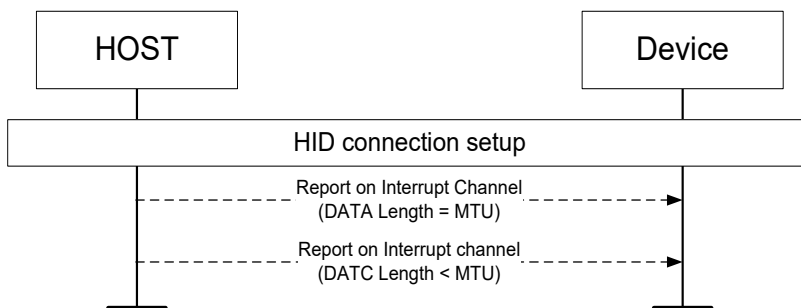 HOST
Device
HID connection setup
Report on Interrupt Channel
(DATA Length = MTU)
Report on Interrupt channel
(DATC Length < MTU)